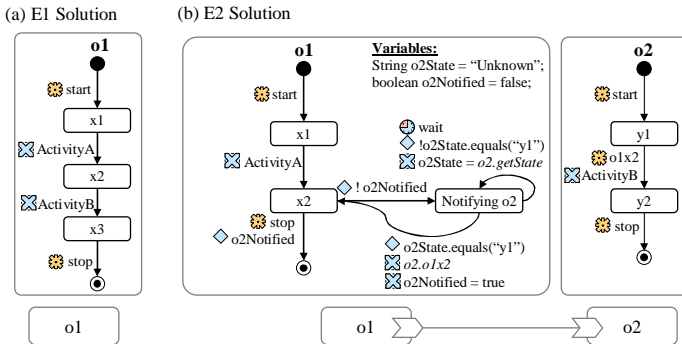 (a) E1 Solution
o1
start
x1
ActivityA
x2
ActivityB
x3
stop
o1
(b) E2 Solution
o1
Variables:
String o2State = “Unknown”;
boolean o2Notified = false;
start
x1
ActivityA
wait
!o2State.equals(“y1”)
o2State = o2.getState
x2
! o2Notified
Notifying o2
stop
o2Notified
o2State.equals(“y1”)
o2.o1x2
o2Notified = true
o2
start
y1
o1x2
ActivityB
y2
stop
o1
o2